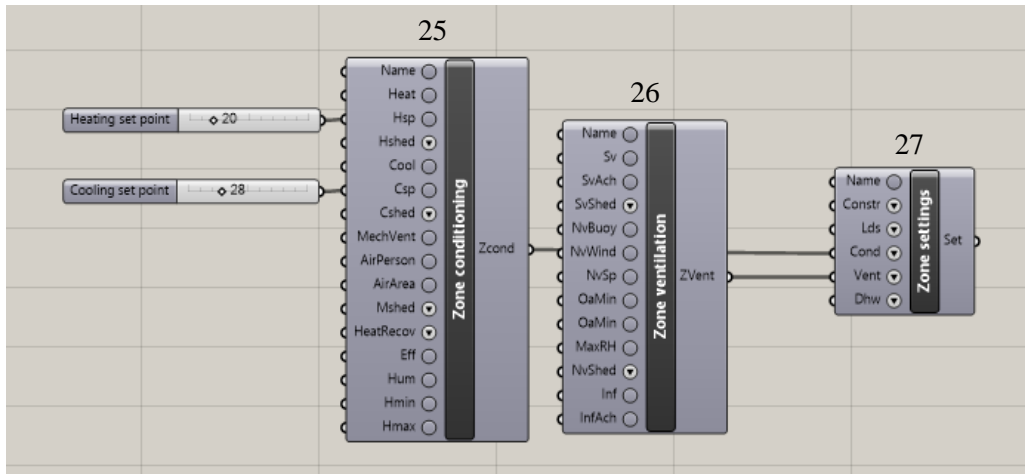 25
Name
Heat
Heating set point 20
Hsp
Hshed
Cool
Cooling set point 28
Csp
Cshed
MechVent
AirPerson
AirArea
Mshed
HeatRecov
Eff
Hum
Hmin
Hmax
Zone conditioning
Zcond
26
Name
Sv
SvAch
SvShed
NvBuoy
NvWind
NvSp
OaMin
OaMin
MaxRH
NvShed
Inf
InfAch
Zone ventilation
ZVent
27
Name
Constr
Lds
Cond
Vent
Dhw
Zone settings
Set